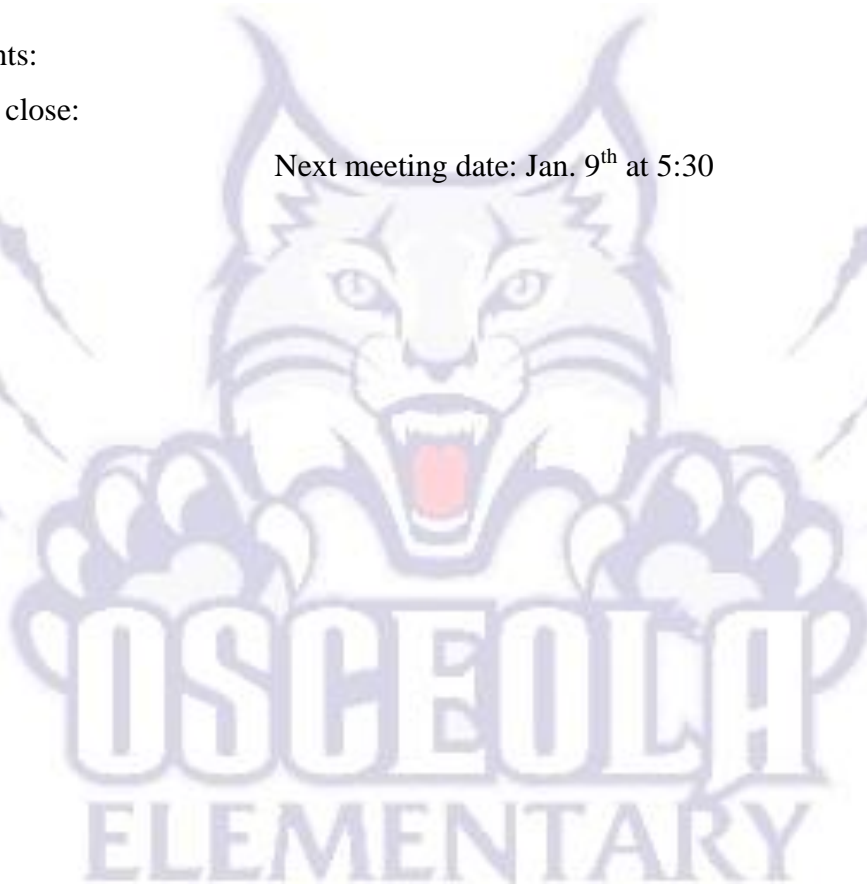 nts:
close:
Next meeting date: Jan. 9th at 5:30
OSCEOLA
ELEMENTARY